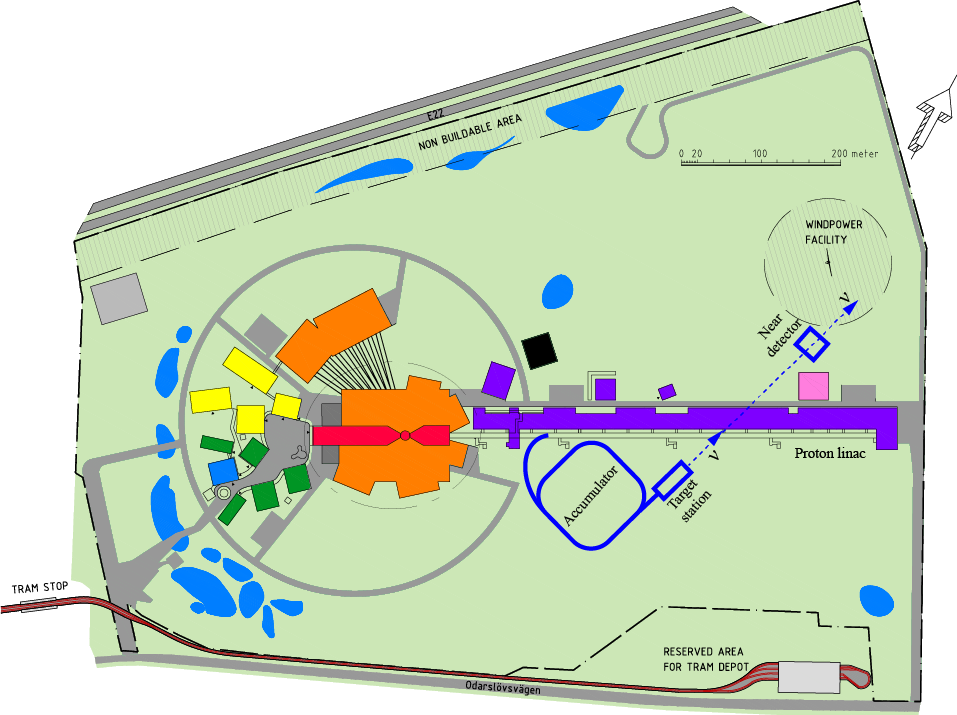 E22
NON BUILDABLE AREA
0 20 100 200 meter
WINDPOWER
FACILITY
ν
Near
detector
ν
Proton linac
Accumulator
Target
station
TRAM STOP
RESERVED AREA
FOR TRAM DEPOT
Odarslövsvägen